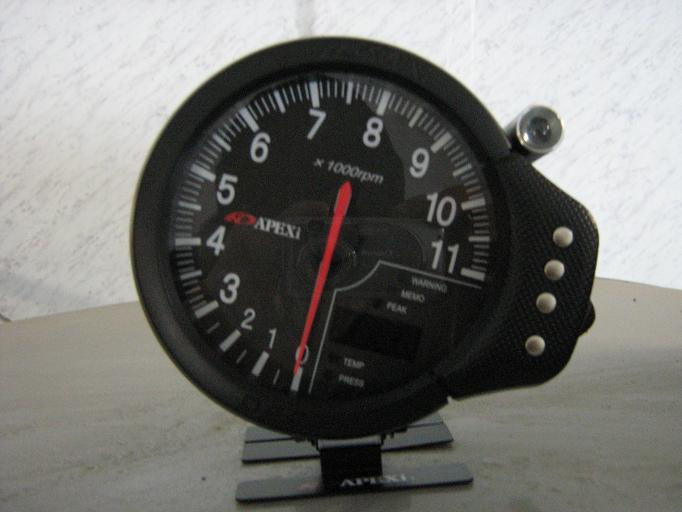 7
8
6
9
× 1000rpm
5
10
APEXi
4
11
3
WARNING
MEMO
2
PEAK
1
0
TEMP
PRESS
APEXi